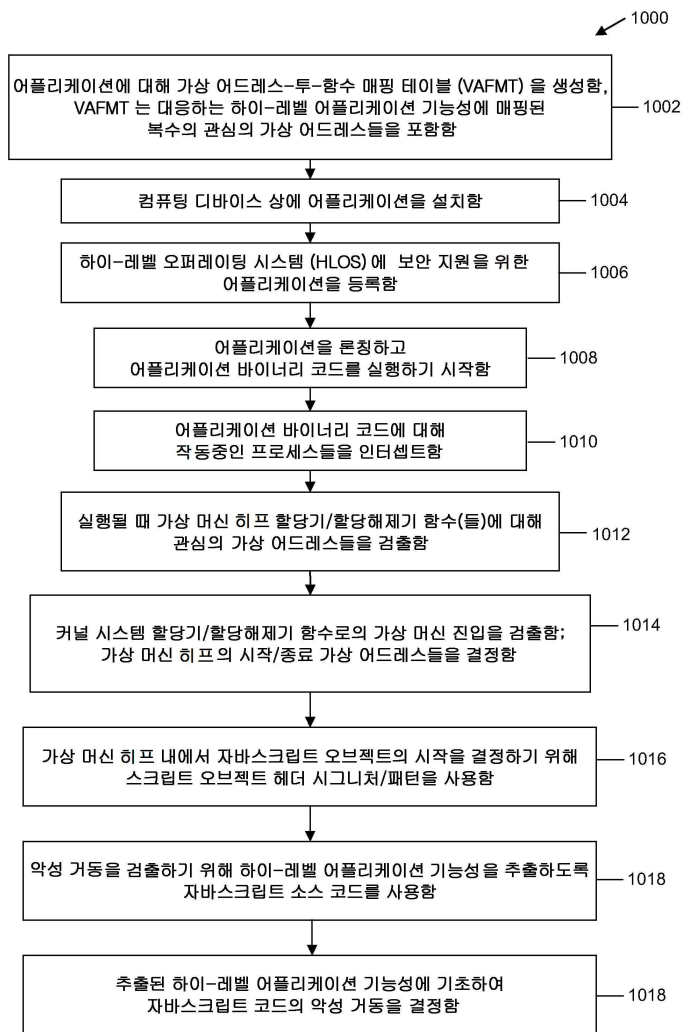 1000
어플리케이션에 대해 가상 어드레스-투-함수 매핑 테이블 (VAFMT) 을 생성함,
VAFMT 는 대응하는 하이-레벨 어플리케이션 기능성에 매핑된
복수의 관심의 가상 어드레스들을 포함함
1002
컴퓨팅 디바이스 상에 어플리케이션을 설치함
1004
하이-레벨 오퍼레이팅 시스템 (HLOS) 에 보안 지원을 위한
어플리케이션을 등록함
1006
어플리케이션을 론칭하고
어플리케이션 바이너리 코드를 실행하기 시작함
1008
어플리케이션 바이너리 코드에 대해
작동중인 프로세스들을 인터셉트함
1010
실행될 때 가상 머신 히프 할당기/할당해제기 함수(들)에 대해
관심의 가상 어드레스들을 검출함
1012
커널 시스템 할당기/할당해제기 함수로의 가상 머신 진입을 검출함;
가상 머신 히프의 시작/종료 가상 어드레스들을 결정함
1014
가상 머신 히프 내에서 자바스크립트 오브젝트의 시작을 결정하기 위해
스크립트 오브젝트 헤더 시그니처/패턴을 사용함
1016
악성 거동을 검출하기 위해 하이-레벨 어플리케이션 기능성을 추출하도록
자바스크립트 소스 코드를 사용함
1018
추출된 하이-레벨 어플리케이션 기능성에 기초하여
자바스크립트 코드의 악성 거동을 결정함
1018